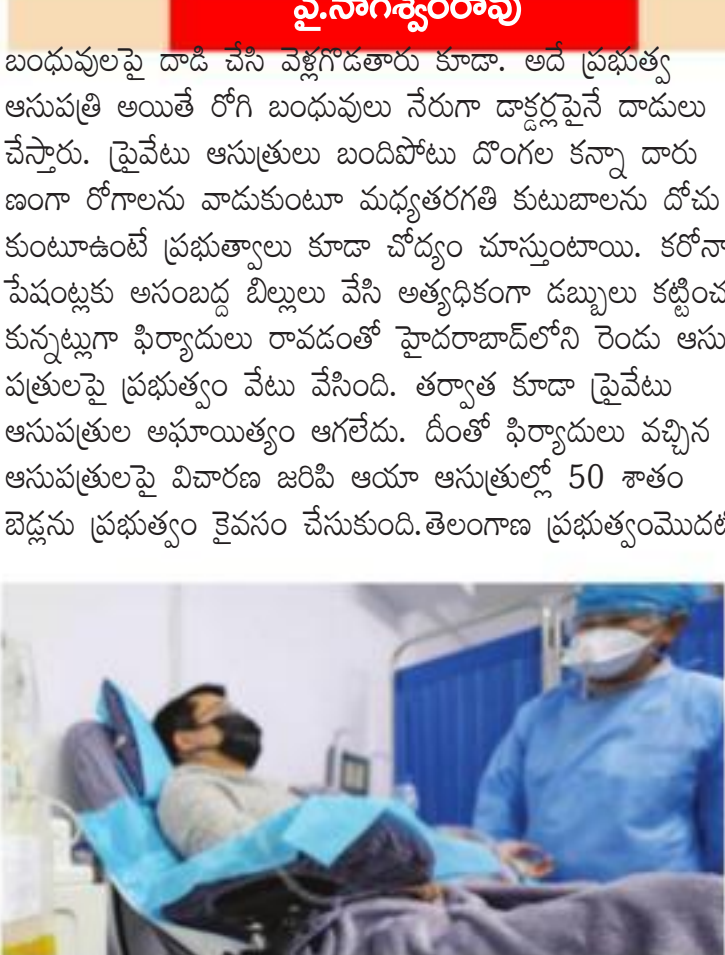 వై.నాగేశ్వరరావు
బంధువులపై దాడి చేసి వెళ్లగొడతారు కూడా. అదే ప్రభుత్వ
ఆసుపత్రి అయితే రోగి బంధువులు నేరుగా డాక్టర్లపైనే దాడులు
చేస్తారు. ప్రైవేటు ఆసుత్రులు బందిపోటు దొంగల కన్నా దారు
ణంగా రోగాలను వాడుకుంటూ మధ్యతరగతి కుటుబాలను దోచు
కుంటూఉంటే ప్రభుత్వాలు కూడా చోద్యం చూస్తుంటాయి. కరోనా
పేషంట్లకు అసంబద్ద బిల్లులు వేసి అత్యధికంగా డబ్బులు కట్టించు
కున్నట్లుగా ఫిర్యాదులు రావడంతో హైదరాబాద్‌లోని రెండు ఆసు
పత్రులపై ప్రభుత్వం వేటు వేసింది. తర్వాత కూడా ప్రైవేటు
ఆసుపత్రుల అఘాయిత్యం ఆగలేదు. దీంతో ఫిర్యాదులు వచ్చిన
ఆసుపత్రులపై విచారణ జరిపి ఆయా ఆసుత్రుల్లో 50 శాతం
బెడ్లను ప్రభుత్వం కైవసం చేసుకుంది.తెలంగాణ ప్రభుత్వంమొదటి